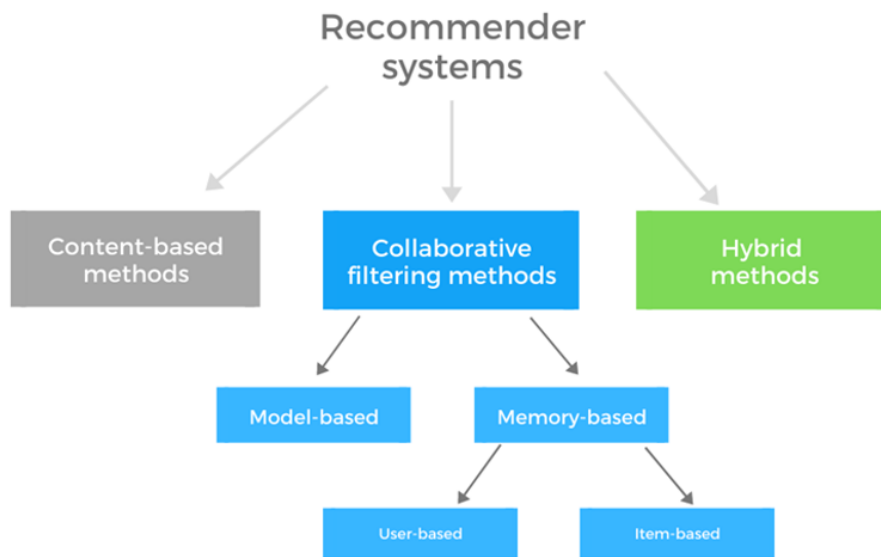 Recommender
systems
Content-based
methods
Collaborative
filtering methods
Hybrid
methods
Model-based
Memory-based
User-based
Item-based